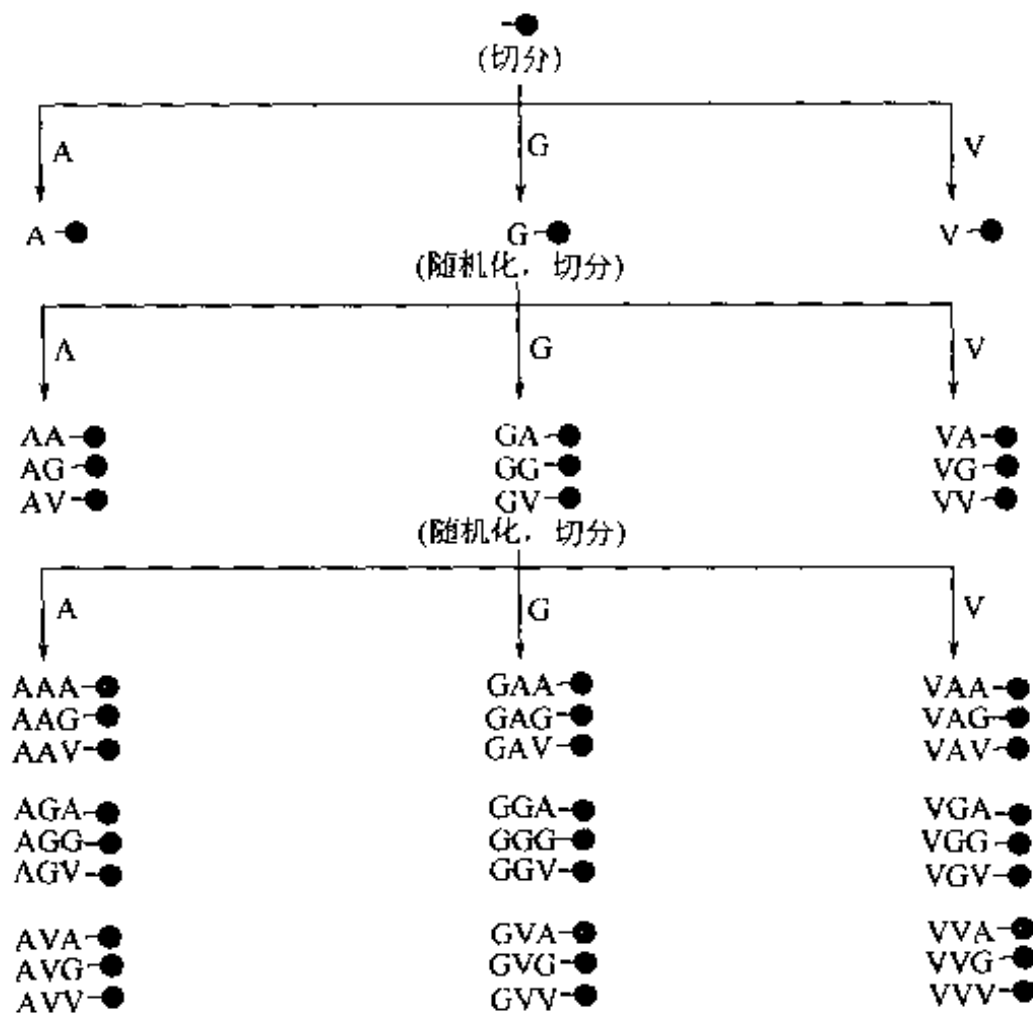 (切分)
A G V
A G V
(随机化，切分)
A G V
AA GA VA
AG GG VG
AV GV VV
(随机化，切分)
A G V
AAA GAA VAA
AAG GAG VAG
AAV GAV VAV
AGA GGA VGA
AGG GGG VGG
AGV GGV VGV
AVA GVA VVA
AVG GVG VVG
AVV GVV VVV